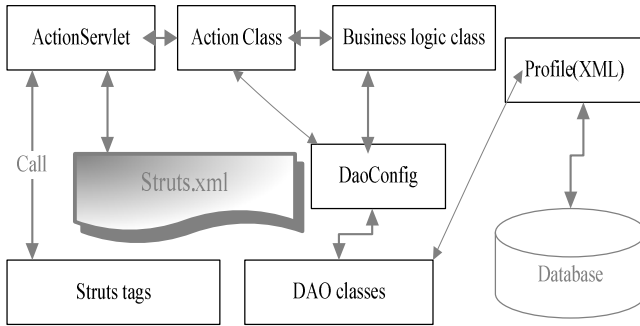 ActionServlet
Action Class
Business logic class
Profile(XML)
Call
Struts.xml
DaoConfig
Struts tags
DAO classes
Database